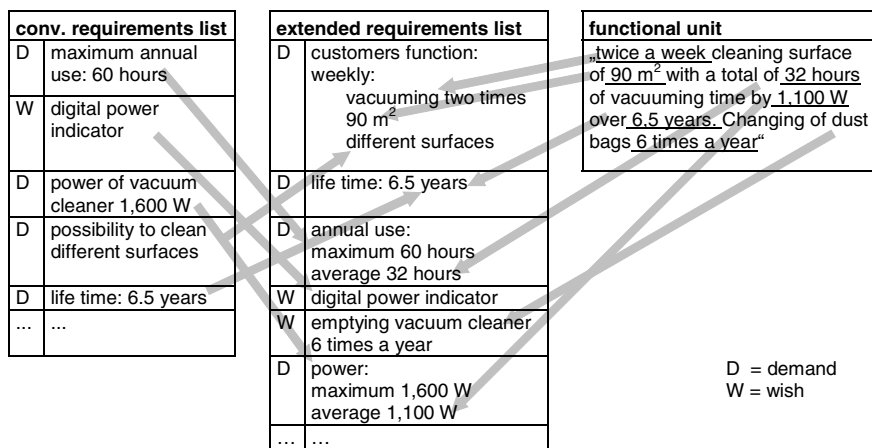 conv. requirements list
D maximum annual
use: 60 hours
W digital power
indicator
D power of vacuum
cleaner 1,600 W
D possibility to clean
different surfaces
D life time: 6.5 years
... ...
extended requirements list
D customers function:
weekly:
vacuuming two times
90 m²
different surfaces
D life time: 6.5 years
D annual use:
maximum 60 hours
average 32 hours
W digital power indicator
W emptying vacuum cleaner
6 times a year
D power:
maximum 1,600 W
average 1,100 W
... ...
functional unit
„twice a week cleaning surface
of 90 m² with a total of 32 hours
of vacuuming time by 1,100 W
over 6,5 years. Changing of dust
bags 6 times a year“
D = demand
W = wish